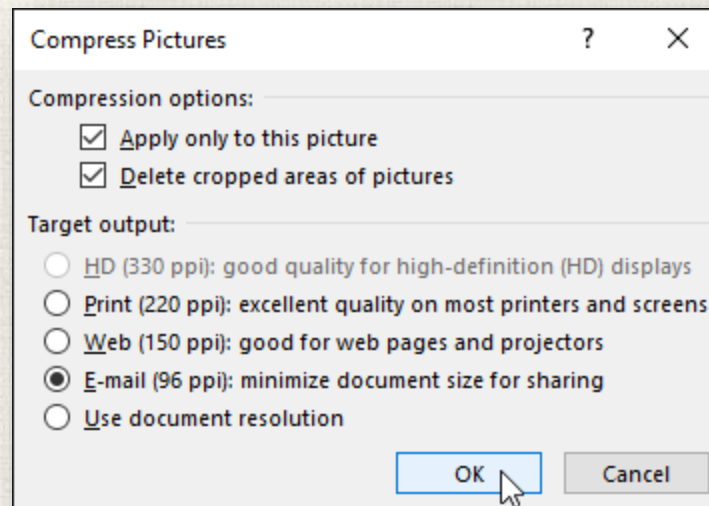 Compress Pictures ?
Compression options:
Apply only to this picture
Delete cropped areas of pictures
Target output:
HD (330 ppi): good quality for high-definition (HD) displays
Print (220 ppi): excellent quality on most printers and screens
Web (150 ppi): good for web pages and projectors
E-mail (96 ppi): minimize document size for sharing
Use document resolution
OK Cancel